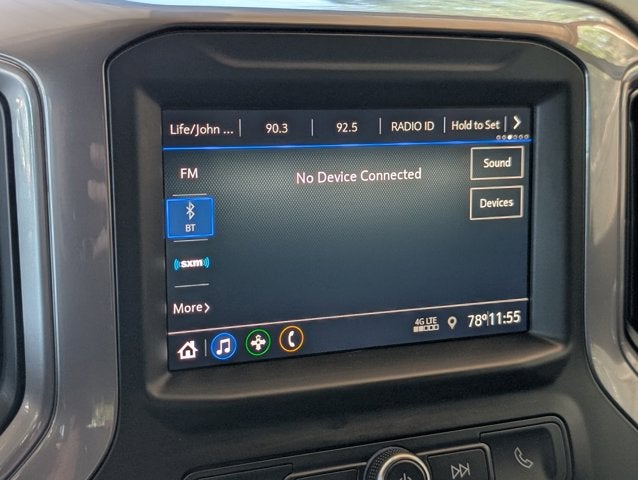 Life/John ... 90.3 92.5 RADIO ID Hold to Set
FM
No Device Connected
Sound
BT
Devices
sxm
More
4G LTE
78° 11:55